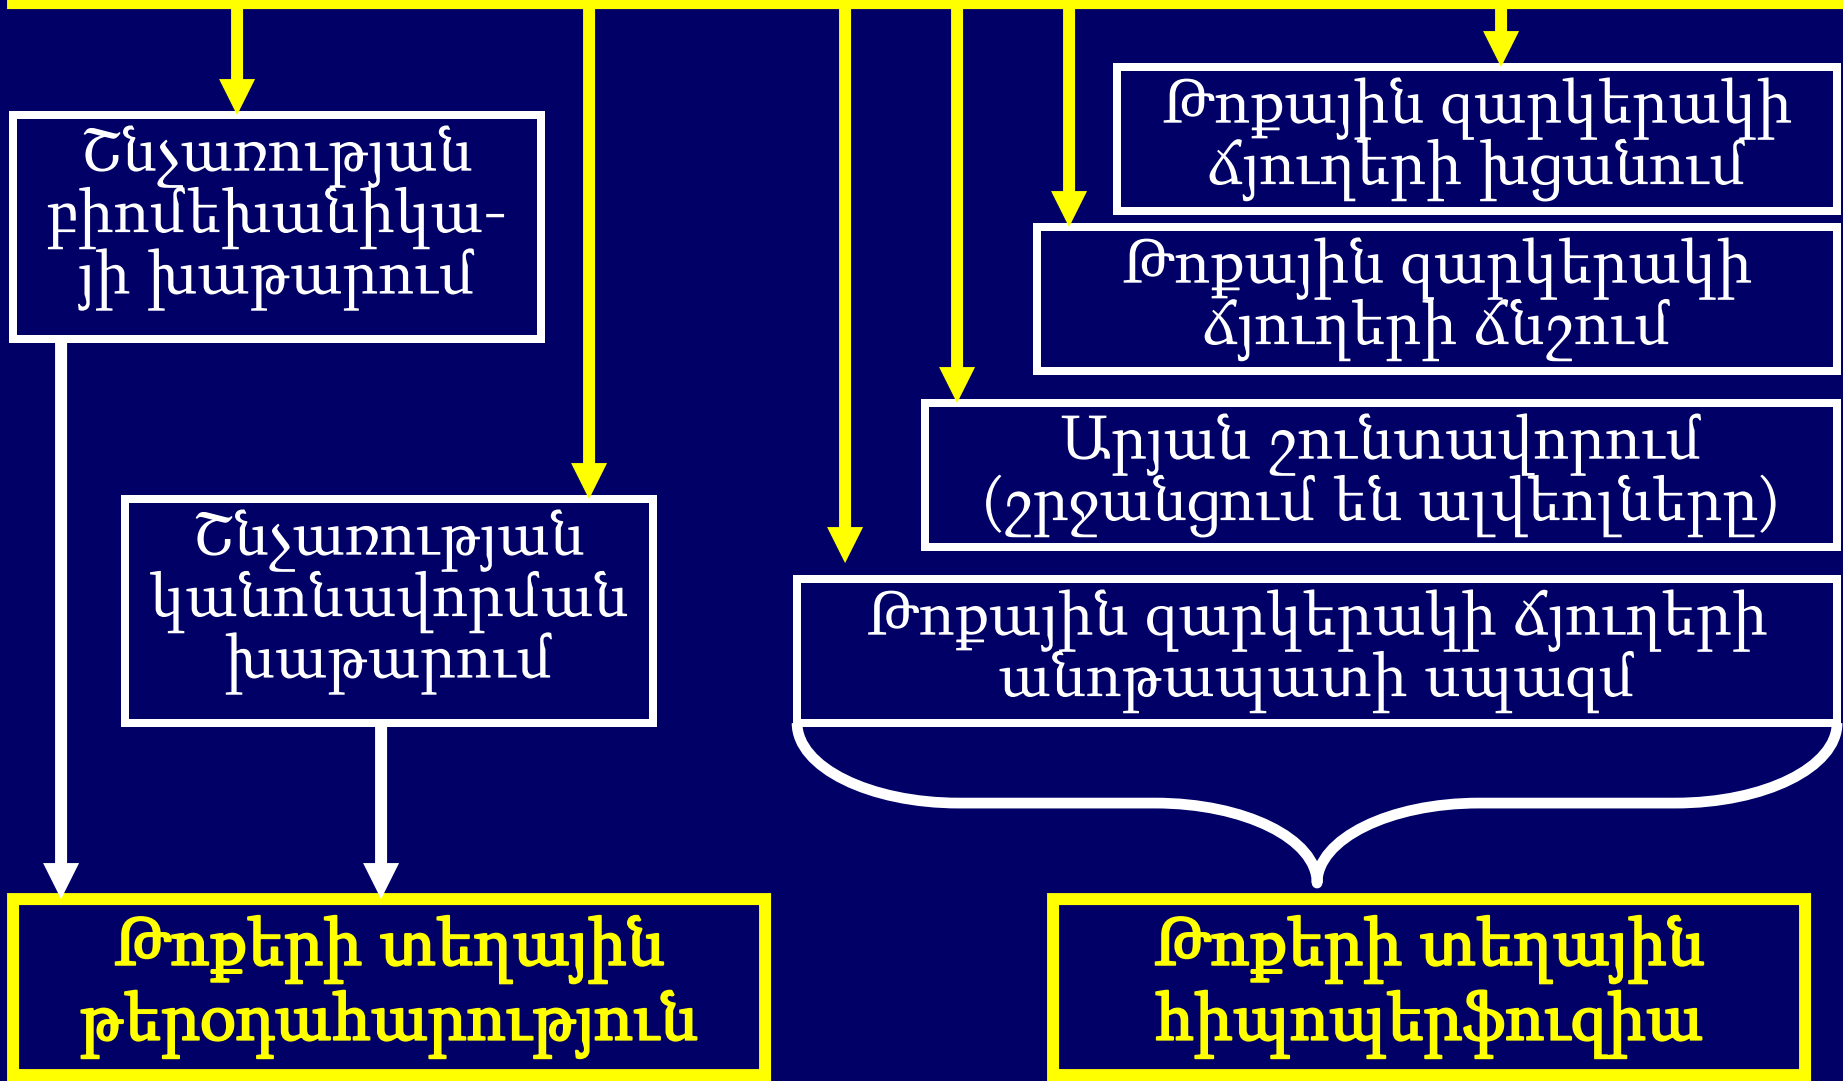 Շնչառության
բիոմեխանիկա-
յի խաթարում
Շնչառության
կանոնավորման
խաթարում
Թոքային զարկերակի
ճյուղերի խցանում
Թոքային զարկերակի
ճյուղերի ճնշում
Արյան շունտավորում
(շրջանցում են ալվեոլները)
Թոքային զարկերակի ճյուղերի
անոթապատի սպազմ
Թոքերի տեղային
թերօդահարություն
Թոքերի տեղային
հիպոպերֆուզիա